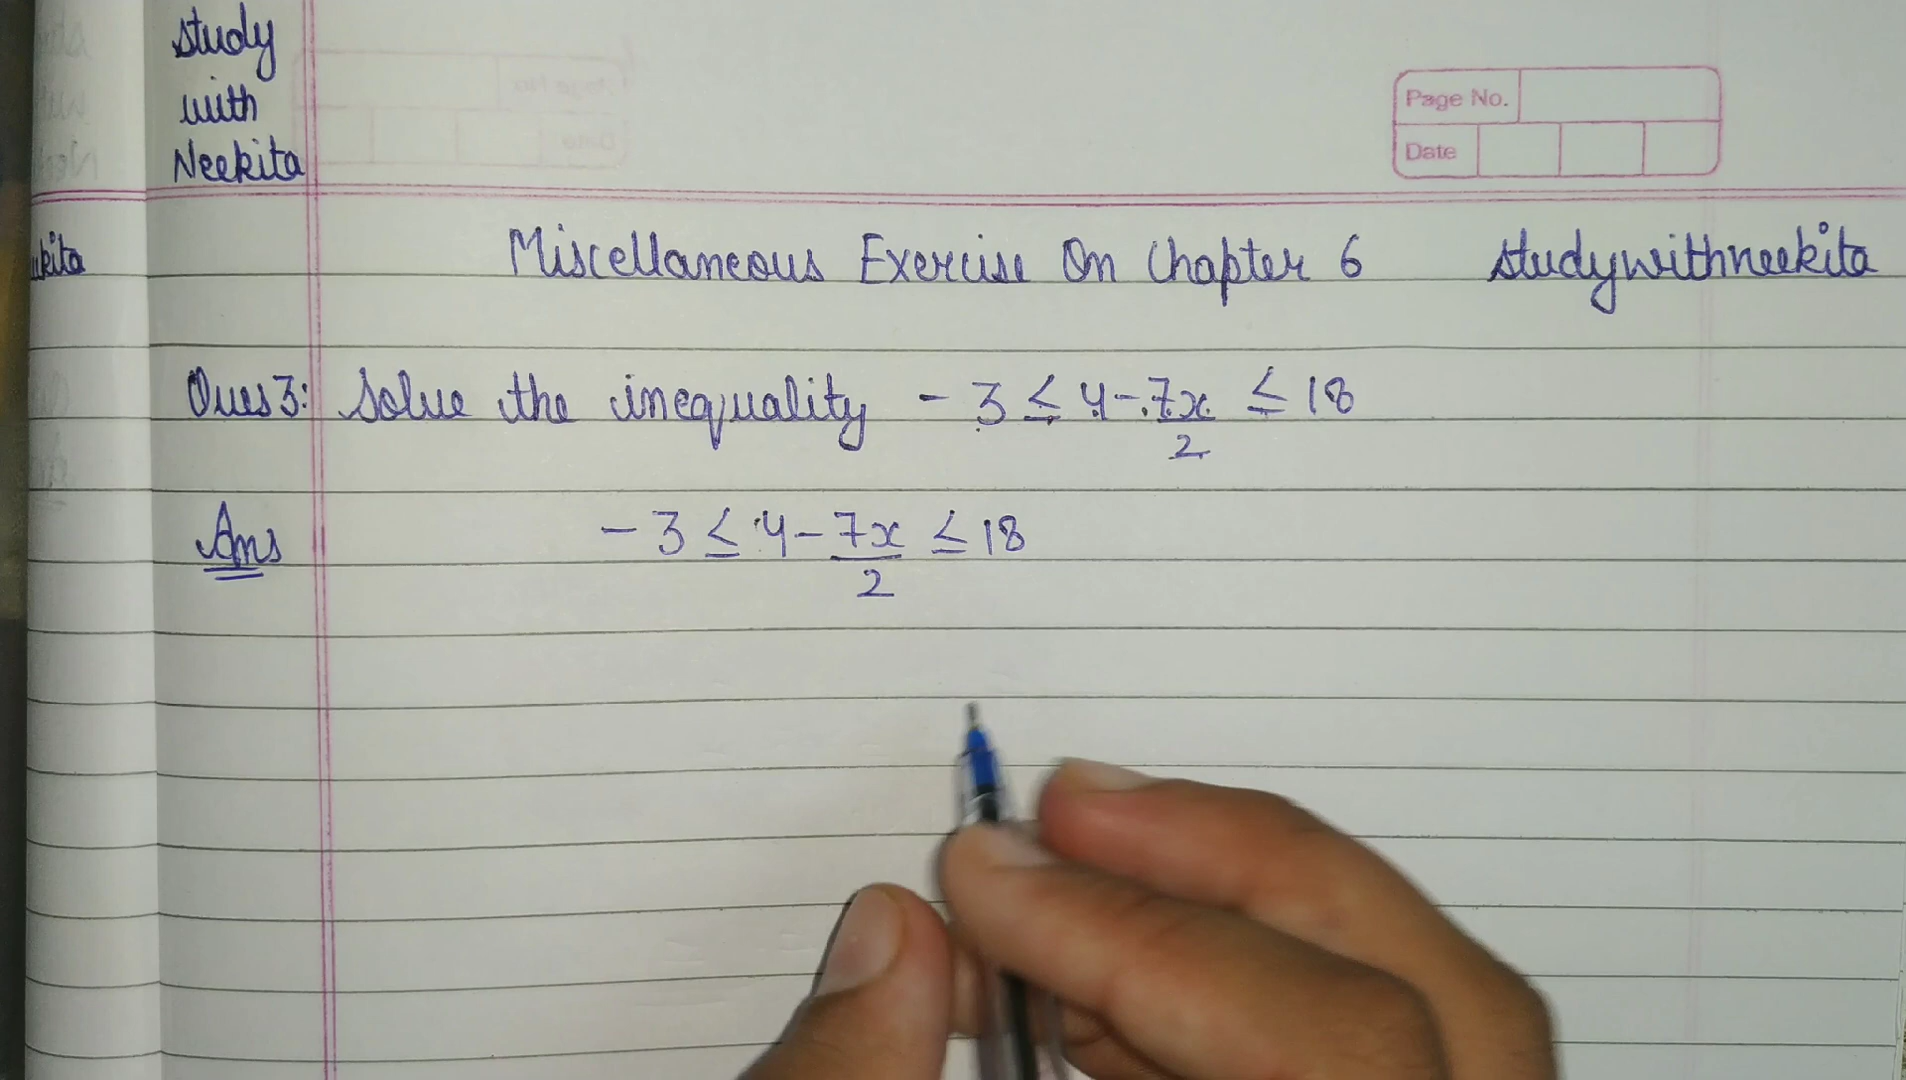 Study
with
Neekita
Page No.
Date
ukita
Miscellaneous Exercise On Chapter 6 studywithneekita
Ques 3: Solve the inequality - 3 ≤ 4 - 7x/2 ≤ 18
Ans - 3 ≤ 4 - 7x/2 ≤ 18